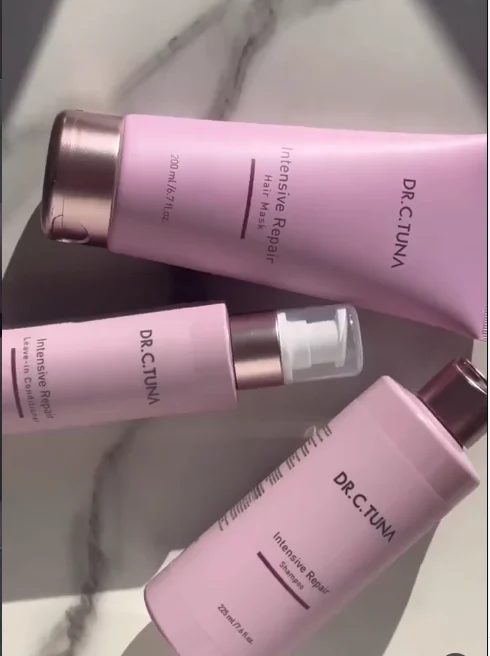 DR.C.TUNA
Intensive Repair
Hair Mask
200 ml/6.7 fl.oz.
DR.C.TUNA
Intensive Repair
Leave-in Conditioner
DR.C.TUNA
Intensive Repair
Shampoo
225 ml/7.6 fl.oz.